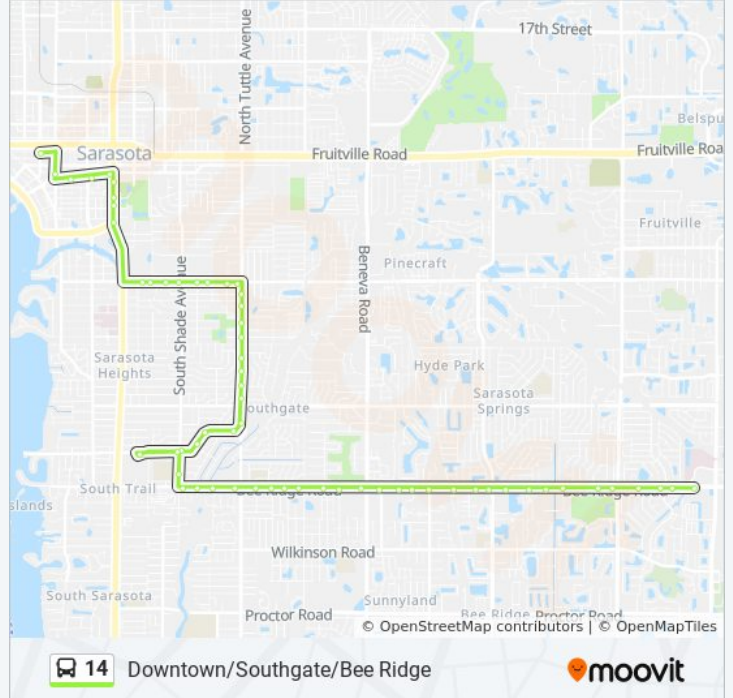 17th Street
North Tuttle Avenue
Belspu
Sarasota
Fruitville Road
Fruitville Roa
Fruitville
Pinecraft
Beneva Road
South Shade Avenue
Sarasota
Heights
Hyde Park
Sarasota
Springs
outhgate
South Trail
Bee Ridge Road
Bee Ridge Road
slands
Wilkinson Road
South Sarasota
Sunnyland
Proctor Road
Bee Ridge
Proctor Road
© OpenStreetMap contributors | © OpenMapTiles
14 Downtown/Southgate/Bee Ridge
moovit